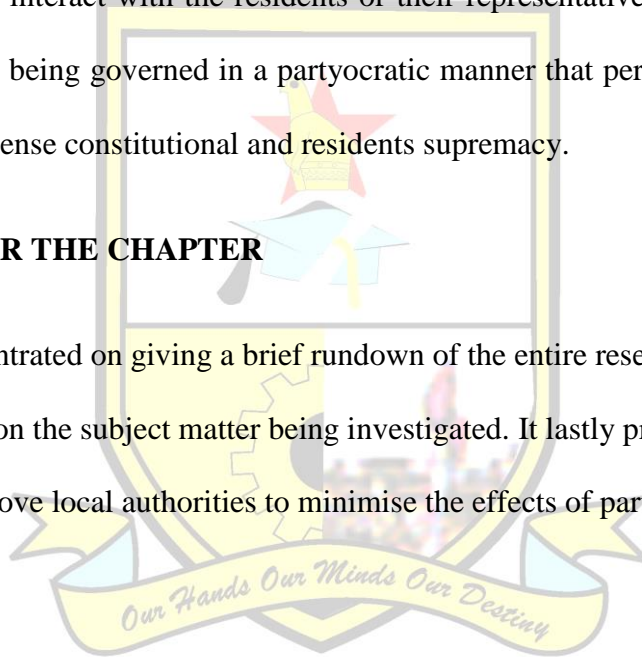 interact with the residents or their representative
being governed in a partyocratic manner that per
ense constitutional and residents supremacy.
R THE CHAPTER
ntrated on giving a brief rundown of the entire rese
on the subject matter being investigated. It lastly pr
ove local authorities to minimise the effects of par
Our Hands Our Minds Our Destiny